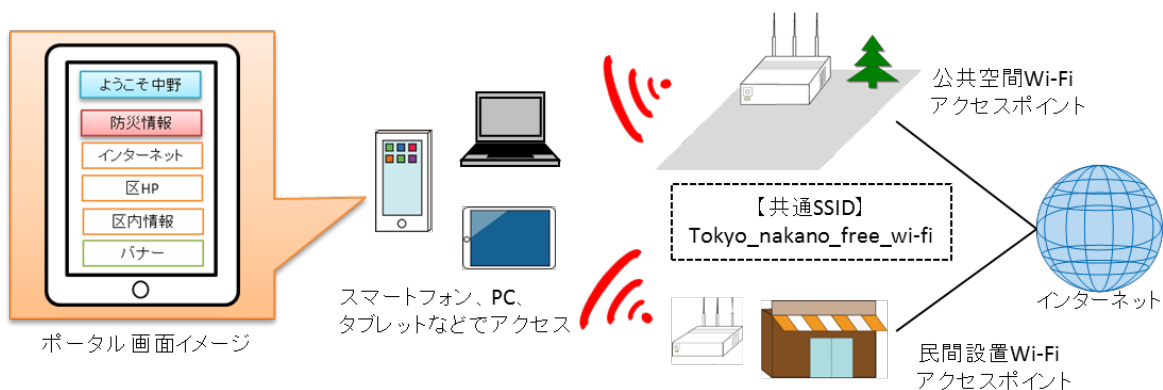 ようこそ中野
防災情報
インターネット
区HP
区内情報
バナー
ポータル画面イメージ
スマートフォン、PC、
タブレットなどでアクセス
公共空間Wi-Fi
アクセスポイント
【共通SSID】
Tokyo_nakano_free_wi-fi
インターネット
民間設置Wi-Fi
アクセスポイント